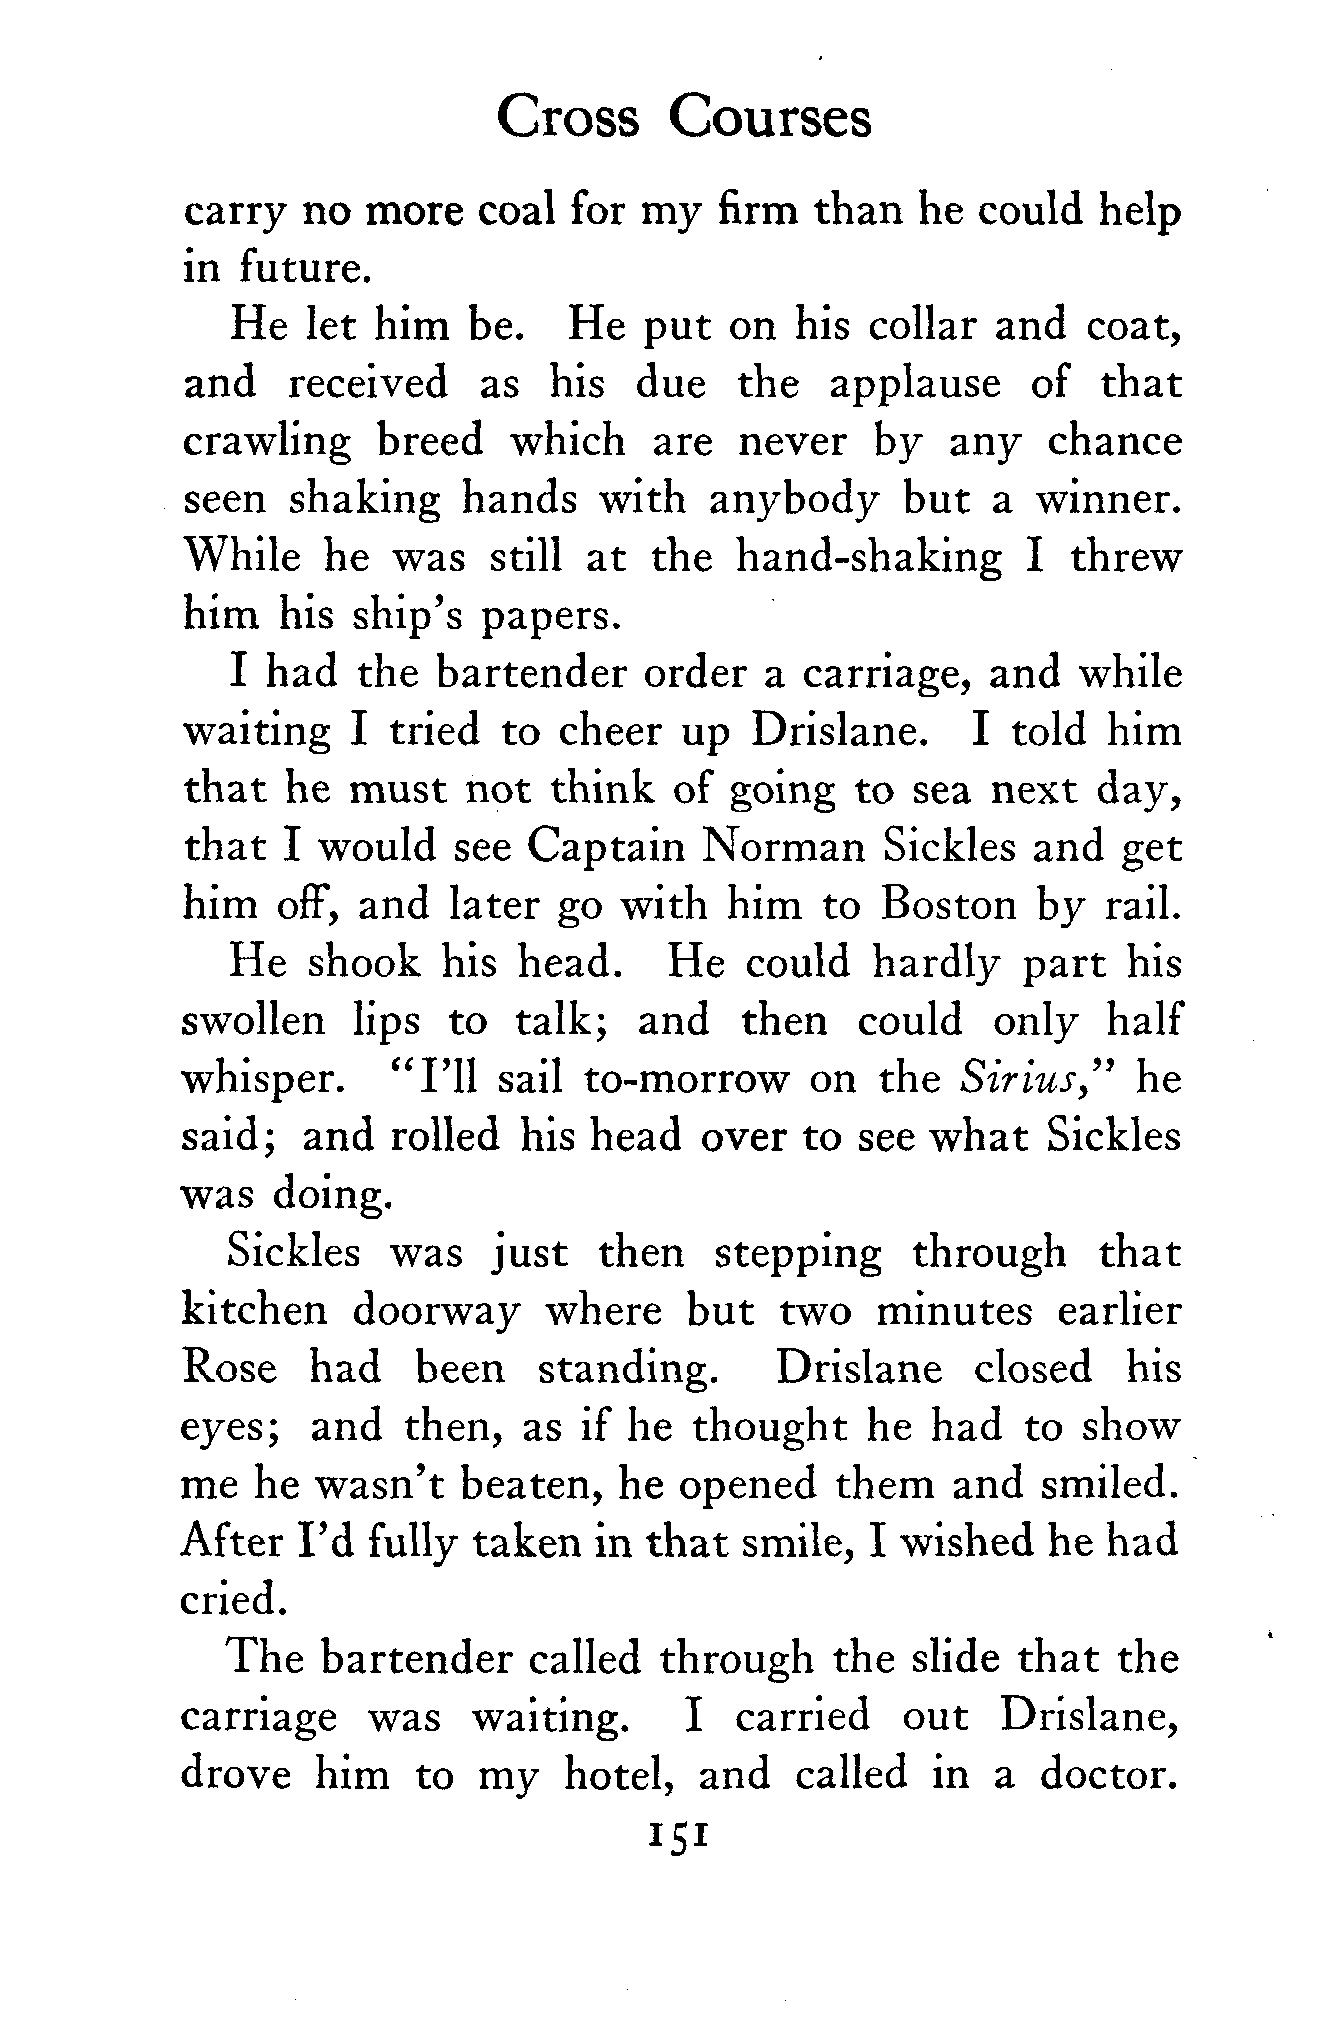 Cross Courses
carry no more coal for my firm than he could help
in future.
He let him be. He put on his collar and coat,
and received as his due the applause of that
crawling breed which are never by any chance
seen shaking hands with anybody but a winner.
While he was still at the hand-shaking I threw
him his ship's papers.
I had the bartender order a carriage, and while
waiting I tried to cheer up Drislane. I told him
that he must not think of going to sea next day,
that I would see Captain Norman Sickles and get
him off, and later go with him to Boston by rail.
He shook his head. He could hardly part his
swollen lips to talk; and then could only half
whisper. "I'll sail to-morrow on the Sirius," he
said; and rolled his head over to see what Sickles
was doing.
Sickles was just then stepping through that
kitchen doorway where but two minutes earlier
Rose had been standing. Drislane closed his
eyes; and then, as if he thought he had to show
me he wasn't beaten, he opened them and smiled.
After I'd fully taken in that smile, I wished he had
cried.
The bartender called through the slide that the
carriage was waiting. I carried out Drislane,
drove him to my hotel, and called in a doctor.
151